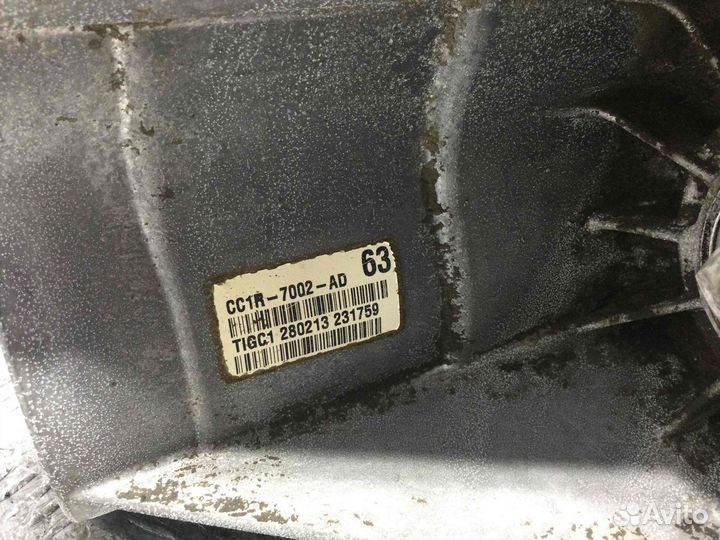 63
CC1R-7002-AD
TIGC1 280213 231759
Avito